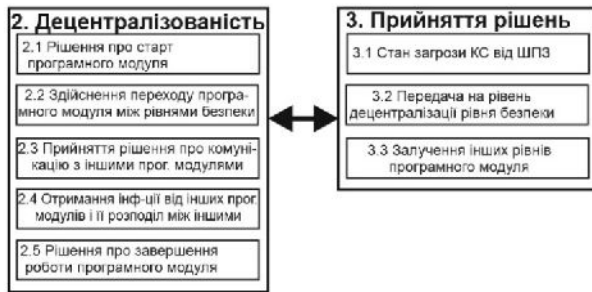 2. Децентралізованість
2.1 Рішення про старт
програмного модуля
2.2 Здійснення переходу програ-
много модуля між рівнями безпеки
2.3 Прийняття рішення про комуні-
кацію з іншими прог. модулями
2.4 Отримання інф-ції від інших прог.
модулів і її розподіл між іншими
2.5 Рішення про завершення
роботи програмного модуля
3. Прийняття рішень
3.1 Стан загрози КС від ШПЗ
3.2 Передача на рівень
децентралізації рівня безпеки
3.3 Залучення інших рівнів
програмного модуля